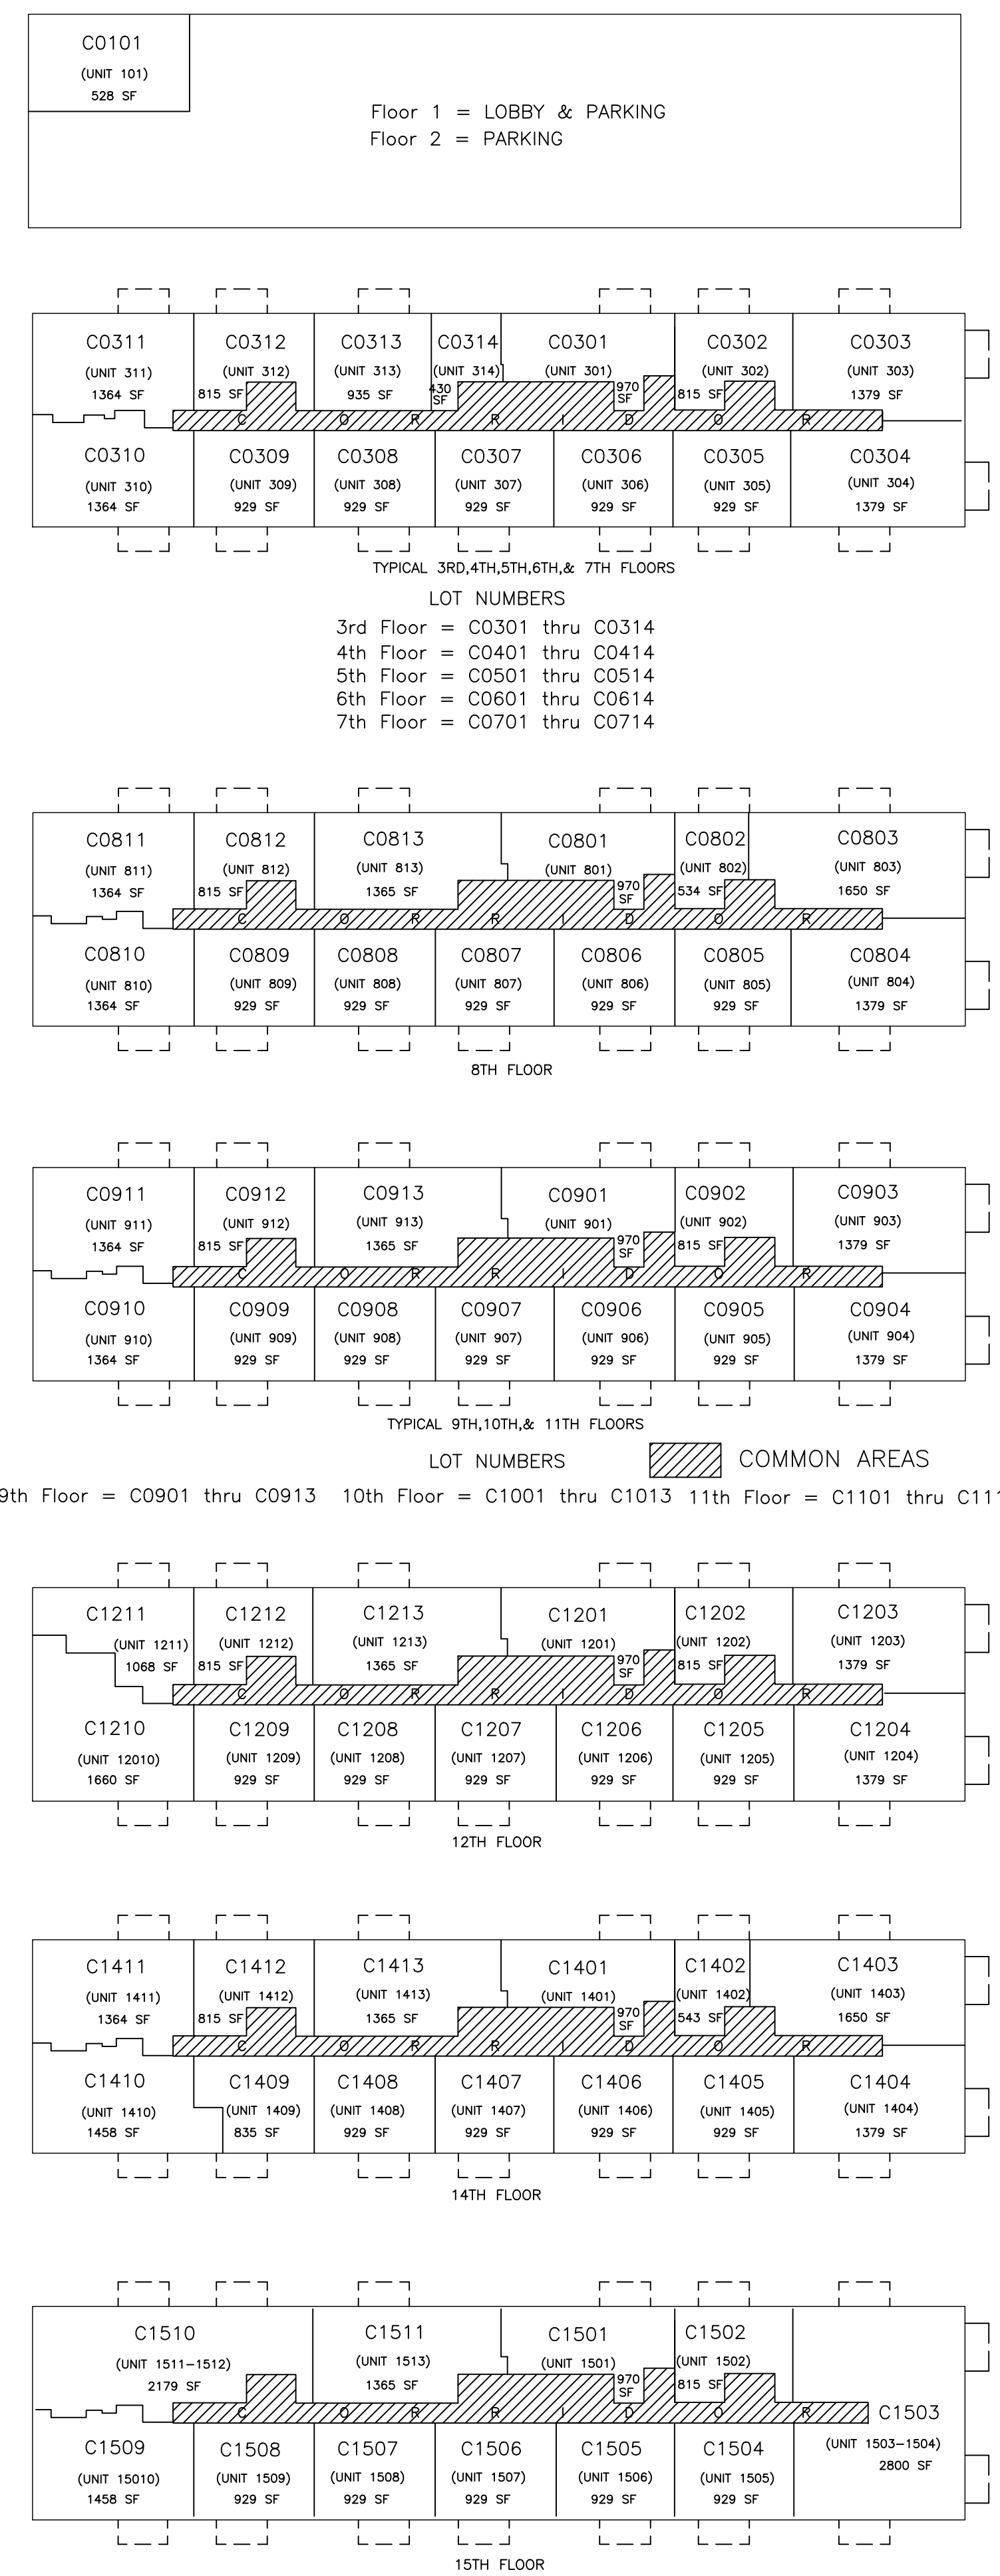 C0101
(UNIT 101)
528 SF
Floor 1 = LOBBY & PARKING
Floor 2 = PARKING
C0311
(UNIT 311)
1364 SF
C0312
(UNIT 312)
815 SF
C0313
(UNIT 313)
935 SF
C0314
(UNIT 314)
430
SF
C0301
(UNIT 301)
970
SF
C0302
(UNIT 302)
815 SF
C0303
(UNIT 303)
1379 SF
C O R R I D O R
C0310
(UNIT 310)
1364 SF
C0309
(UNIT 309)
929 SF
C0308
(UNIT 308)
929 SF
C0307
(UNIT 307)
929 SF
C0306
(UNIT 306)
929 SF
C0305
(UNIT 305)
929 SF
C0304
(UNIT 304)
1379 SF
TYPICAL 3RD,4TH,5TH,6TH,& 7TH FLOORS
LOT NUMBERS
3rd Floor = C0301 thru C0314
4th Floor = C0401 thru C0414
5th Floor = C0501 thru C0514
6th Floor = C0601 thru C0614
7th Floor = C0701 thru C0714
C0811
(UNIT 811)
1364 SF
C0812
(UNIT 812)
815 SF
C0813
(UNIT 813)
1365 SF
C0801
(UNIT 801)
970
SF
C0802
(UNIT 802)
534 SF
C0803
(UNIT 803)
1650 SF
C O R R I D O R
C0810
(UNIT 810)
1364 SF
C0809
(UNIT 809)
929 SF
C0808
(UNIT 808)
929 SF
C0807
(UNIT 807)
929 SF
C0806
(UNIT 806)
929 SF
C0805
(UNIT 805)
929 SF
C0804
(UNIT 804)
1379 SF
8TH FLOOR
C0911
(UNIT 911)
1364 SF
C0912
(UNIT 912)
815 SF
C0913
(UNIT 913)
1365 SF
C0901
(UNIT 901)
970
SF
C0902
(UNIT 902)
815 SF
C0903
(UNIT 903)
1379 SF
C O R R I D O R
C0910
(UNIT 910)
1364 SF
C0909
(UNIT 909)
929 SF
C0908
(UNIT 908)
929 SF
C0907
(UNIT 907)
929 SF
C0906
(UNIT 906)
929 SF
C0905
(UNIT 905)
929 SF
C0904
(UNIT 904)
1379 SF
TYPICAL 9TH,10TH,& 11TH FLOORS
LOT NUMBERS
COMMON AREAS
9th Floor = C0901 thru C0913 10th Floor = C1001 thru C1013 11th Floor = C1101 thru
C1211
(UNIT 1211)
1068 SF
C1212
(UNIT 1212)
815 SF
C1213
(UNIT 1213)
1365 SF
C1201
(UNIT 1201)
970
SF
C1202
(UNIT 1202)
815 SF
C1203
(UNIT 1203)
1379 SF
C O R R I D O R
C1210
(UNIT 12010)
1660 SF
C1209
(UNIT 1209)
929 SF
C1208
(UNIT 1208)
929 SF
C1207
(UNIT 1207)
929 SF
C1206
(UNIT 1206)
929 SF
C1205
(UNIT 1205)
929 SF
C1204
(UNIT 1204)
1379 SF
12TH FLOOR
C1411
(UNIT 1411)
1364 SF
C1412
(UNIT 1412)
815 SF
C1413
(UNIT 1413)
1365 SF
C1401
(UNIT 1401)
970
SF
C1402
(UNIT 1402)
543 SF
C1403
(UNIT 1403)
1650 SF
C O R R I D O R
C1410
(UNIT 1410)
1458 SF
C1409
(UNIT 1409)
835 SF
C1408
(UNIT 1408)
929 SF
C1407
(UNIT 1407)
929 SF
C1406
(UNIT 1406)
929 SF
C1405
(UNIT 1405)
929 SF
C1404
(UNIT 1404)
1379 SF
14TH FLOOR
C1510
(UNIT 1511-1512)
2179 SF
C1511
(UNIT 1513)
1365 SF
C1501
(UNIT 1501)
970
SF
C1502
(UNIT 1502)
815 SF
C O R R I D O R
C1503
(UNIT 1503-1504)
2800 SF
C1509
(UNIT 15010)
1458 SF
C1508
(UNIT 1509)
929 SF
C1507
(UNIT 1508)
929 SF
C1506
(UNIT 1507)
929 SF
C1505
(UNIT 1506)
929 SF
C1504
(UNIT 1505)
929 SF
15TH FLOOR